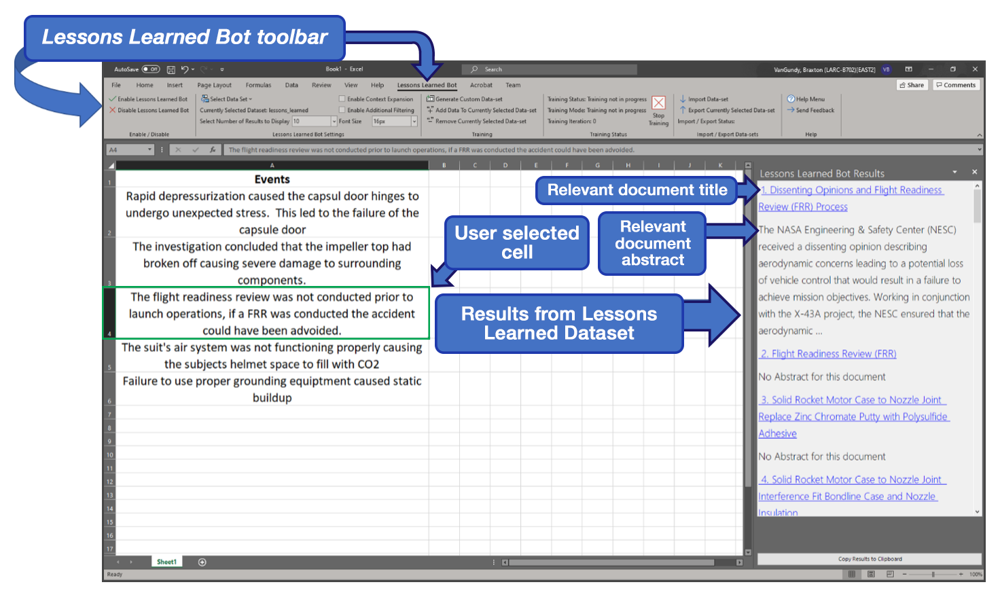 Lessons Learned Bot toolbar
AutoSave Off
Book1 - Excel
Search
VanGundy, Braxton (LARC-B702)[EAST2] VB
File Home Insert Page Layout Formulas Data Review View Help Lessons Learned Bot Acrobat Team
Share Comments
Enable Lessons Learned Bot
Disable Lessons Learned Bot
Enable / Disable
Select Data Set
Currently Selected Dataset: lessons_learned
Select Number of Results to Display 10
Enable Context Expansion
Enable Additional Filtering
Font Size 16px
Lessons Learned Bot Settings
Generate Custom Data-set
Add Data To Currently Selected Data-set
Remove Currently Selected Data-set
Training
Training Status: Training not in progress
Training Mode: Training not in progress
Training Iteration: 0
Stop
Training
Training Status
Import Data-set
Export Currently Selected Data-set
Import / Export Status:
Import / Export Data-sets
Help Menu
Send Feedback
Help
A4
fx
The flight readiness review was not conducted prior to launch operations, if a FRR was conducted the accident could have been advoided.
A B C D E F G H I J K
1
Events
2
Rapid depressurization caused the capsul door hinges to
undergo unexpected stress. This led to the failure of the
capsule door
3
The investigation concluded that the impeller top had
broken off causing severe damage to surrounding
components.
4
The flight readiness review was not conducted prior to
launch operations, if a FRR was conducted the accident
could have been advoided.
5
The suit's air system was not functioning properly causing
the subjects helmet space to fill with CO2
6
Failure to use proper grounding equiptment caused static
buildup
7
8
9
10
11
12
13
14
15
16
17
Relevant document title
User selected
cell
Relevant
document
abstract
Results from Lessons
Learned Dataset
Lessons Learned Bot Results
1. Dissenting Opinions and Flight Readiness
Review (FRR) Process
The NASA Engineering & Safety Center (NESC)
received a dissenting opinion describing
aerodynamic concerns leading to a potential loss
of vehicle control that would result in a failure to
achieve mission objectives. Working in conjunction
with the X-43A project, the NESC ensured that the
aerodynamic ...
2. Flight Readiness Review (FRR)
No Abstract for this document
3. Solid Rocket Motor Case to Nozzle Joint
Replace Zinc Chromate Putty with Polysulfide
Adhesive
No Abstract for this document
4. Solid Rocket Motor Case to Nozzle Joint
Interference Fit Bondline Case and Nozzle
Insulation
Copy Results to Clipboard
Sheet1
Ready
100%